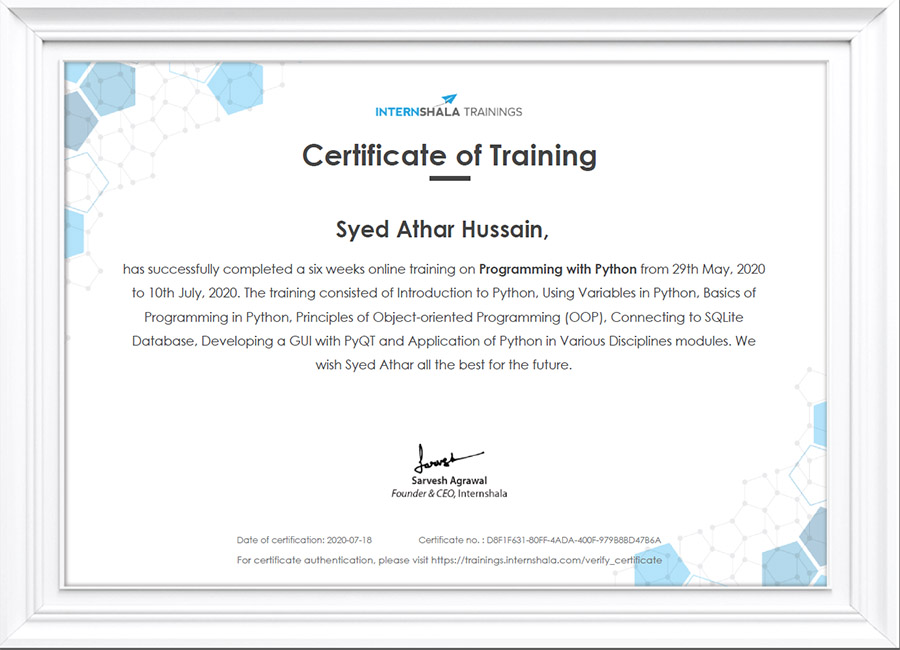 INTERNSHALA TRAININGS
Certificate of Training
Syed Athar Hussain,
has successfully completed a six weeks online training on Programming with Python from 29th May, 2020
to 10th July, 2020. The training consisted of Introduction to Python, Using Variables in Python, Basics of
Programming in Python, Principles of Object-oriented Programming (OOP), Connecting to SQLite
Database, Developing a GUI with PyQT and Application of Python in Various Disciplines modules. We
wish Syed Athar all the best for the future.
Sarvesh
Sarvesh Agrawal
Founder & CEO, Internshala
Date of certification: 2020-07-18 Certificate no. : D8F1F631-80FF-4ADA-400F-979B8BD47B6A
For certificate authentication, please visit https://trainings.internshala.com/verify_certificate